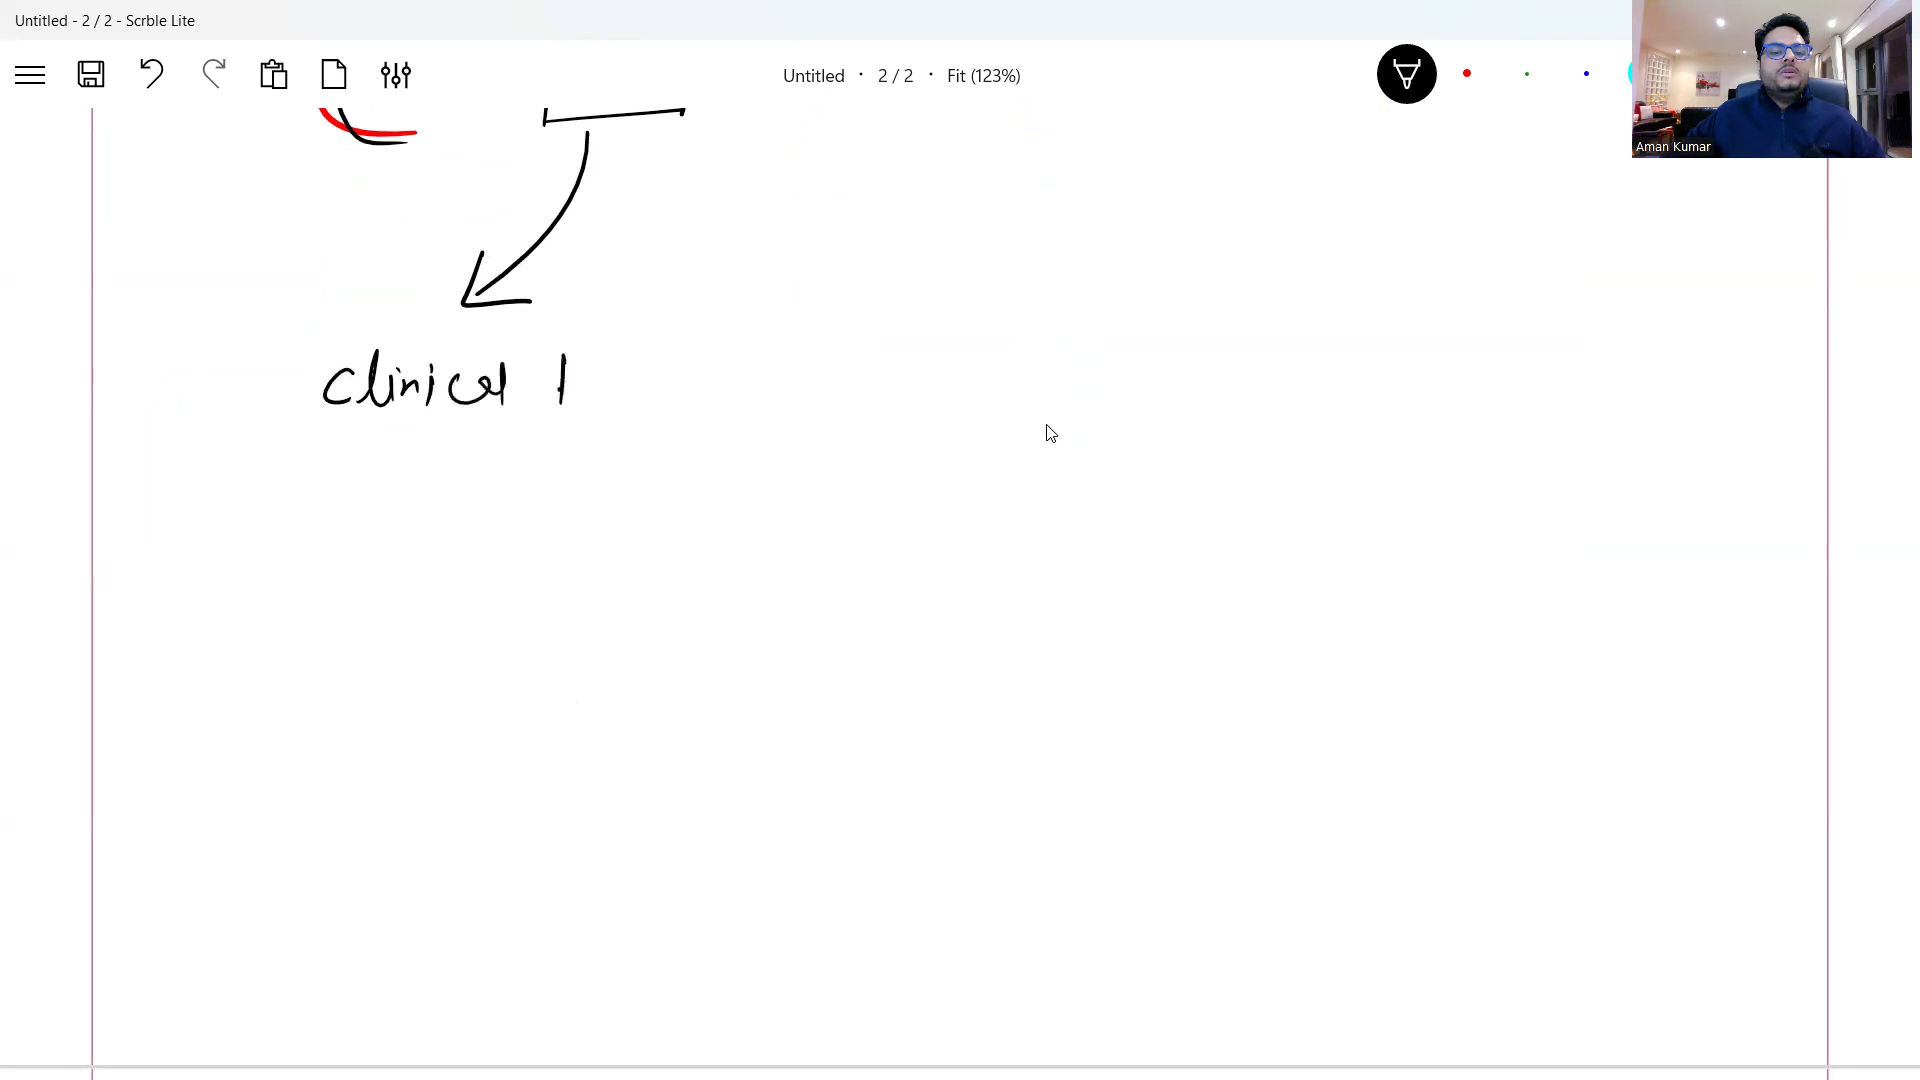 Untitled - 2 / 2 - Scrble Lite
Untitled · 2 / 2 · Fit (123%)
Aman Kumar
Clinical